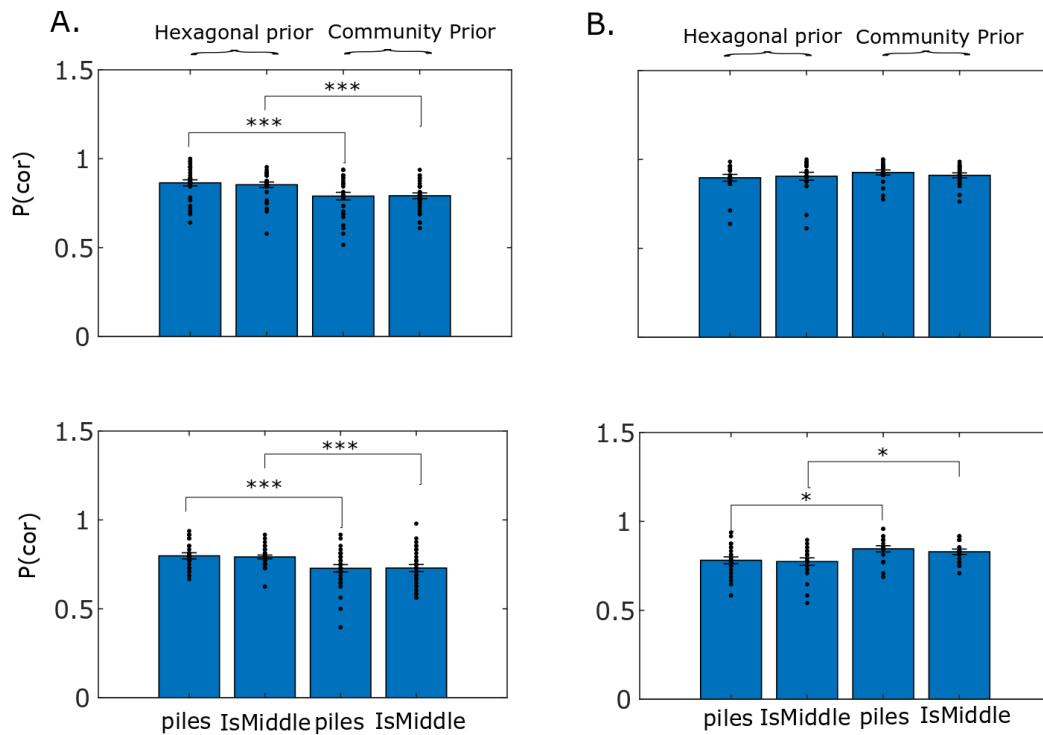 A.
Hexagonal prior Community Prior
1.5
***
***
1
P(cor)
0.5
0
B.
Hexagonal prior Community Prior
1.5
***
***
1
P(cor)
0.5
0
piles IsMiddle piles IsMiddle
1.5
*
*
1
0.5
0
piles IsMiddle piles IsMiddle